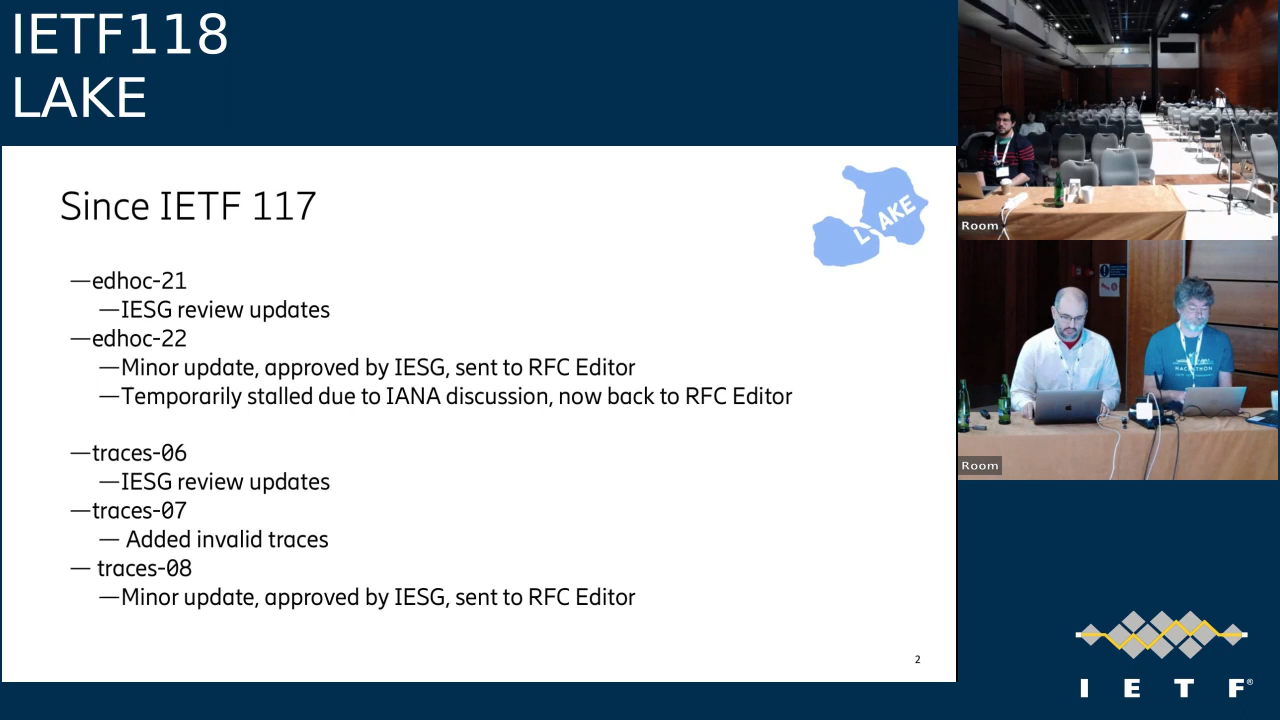 IETF118
LAKE
Since IETF 117
LAKE
—edhoc-21
—IESG review updates
—edhoc-22
—Minor update, approved by IESG, sent to RFC Editor
—Temporarily stalled due to IANA discussion, now back to RFC Editor
—traces-06
—IESG review updates
—traces-07
— Added invalid traces
— traces-08
—Minor update, approved by IESG, sent to RFC Editor
2
Room
HACKATHON
Room
I E T F®